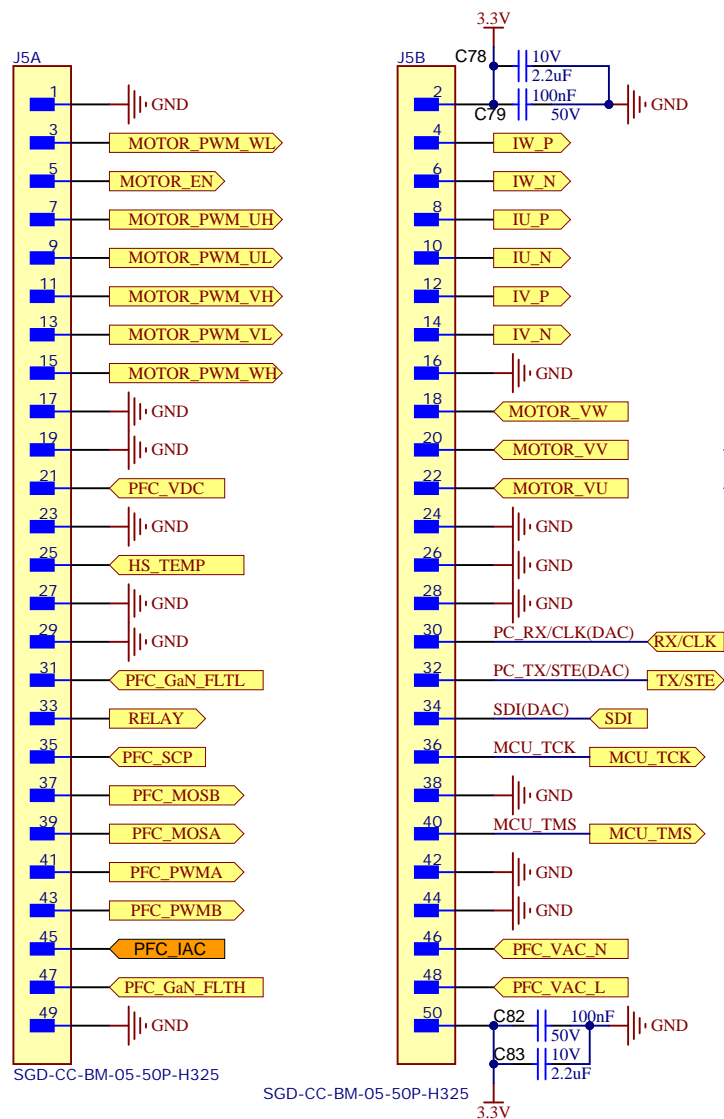 J5A
1 GND
3 MOTOR_PWM_WL
5 MOTOR_EN
7 MOTOR_PWM_UH
9 MOTOR_PWM_UL
11 MOTOR_PWM_VH
13 MOTOR_PWM_VL
15 MOTOR_PWM_WH
17 GND
19 GND
21 PFC_VDC
23 GND
25 HS_TEMP
27 GND
29 GND
31 PFC_GaN_FLTL
33 RELAY
35 PFC_SCP
37 PFC_MOSB
39 PFC_MOSA
41 PFC_PWMA
43 PFC_PWMB
45 PFC_IAC
47 PFC_GaN_FLTH
49 GND
SGD-CC-BM-05-50P-H325
3.3V
J5B
C78 10V
2.2uF
2 100nF GND
C79 50V
4 IW_P
6 IW_N
8 IU_P
10 IU_N
12 IV_P
14 IV_N
16 GND
18 MOTOR_VW
20 MOTOR_VV
22 MOTOR_VU
24 GND
26 GND
28 GND
30 PC_RX/CLK(DAC) RX/CLK
32 PC_TX/STE(DAC) TX/STE
34 SDI(DAC) SDI
36 MCU_TCK MCU_TCK
38 GND
40 MCU_TMS MCU_TMS
42 GND
44 GND
46 PFC_VAC_N
48 PFC_VAC_L
50 C82 100nF GND
50V
C83 10V
2.2uF
SGD-CC-BM-05-50P-H325
3.3V